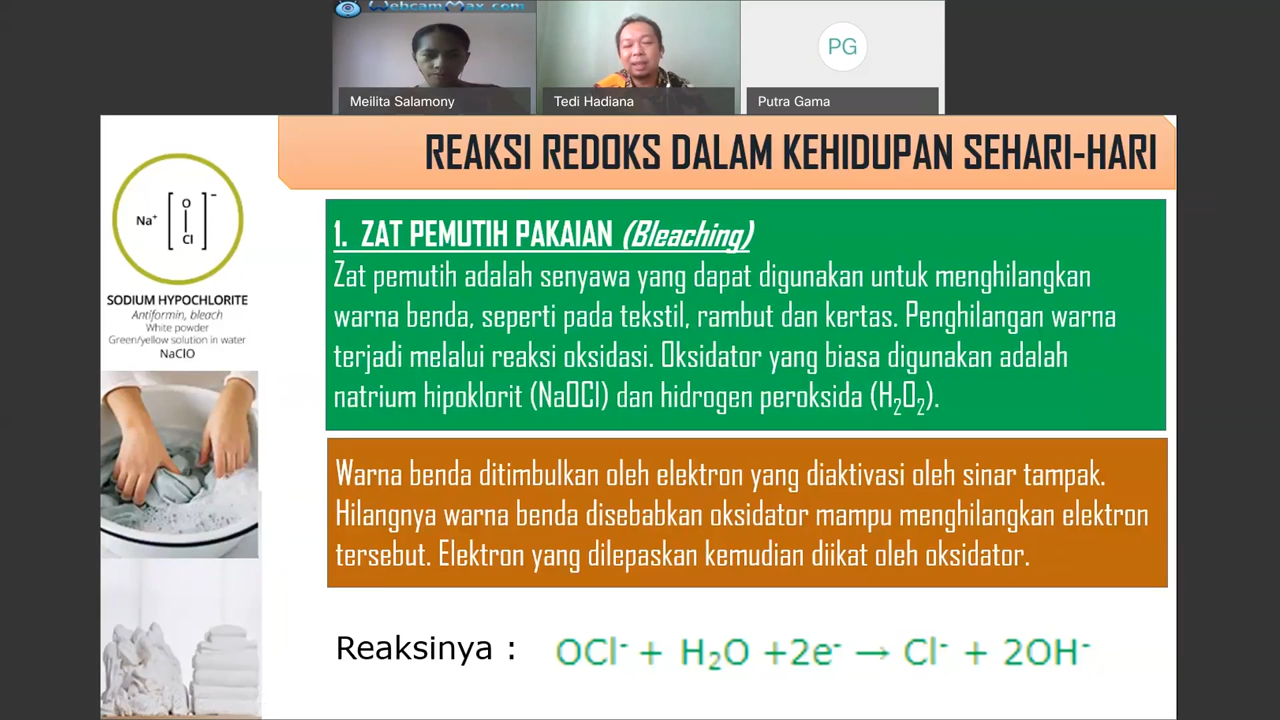 WebcamMax.com
Meilita Salamony
Tedi Hadiana
PG
Putra Gama
REAKSI REDOKS DALAM KEHIDUPAN SEHARI-HARI
Na⁺ [O | Cl]⁻
SODIUM HYPOCHLORITE
Antiformin, bleach
White powder
Green/yellow solution in water
NaClO
1. ZAT PEMUTIH PAKAIAN (Bleaching)
Zat pemutih adalah senyawa yang dapat digunakan untuk menghilangkan
warna benda, seperti pada tekstil, rambut dan kertas. Penghilangan warna
terjadi melalui reaksi oksidasi. Oksidator yang biasa digunakan adalah
natrium hipoklorit (NaOCl) dan hidrogen peroksida (H₂O₂).
Warna benda ditimbulkan oleh elektron yang diaktivasi oleh sinar tampak.
Hilangnya warna benda disebabkan oksidator mampu menghilangkan elektron
tersebut. Elektron yang dilepaskan kemudian diikat oleh oksidator.
Reaksinya : OCl⁻ + H₂O +2e⁻ → Cl⁻ + 2OH⁻